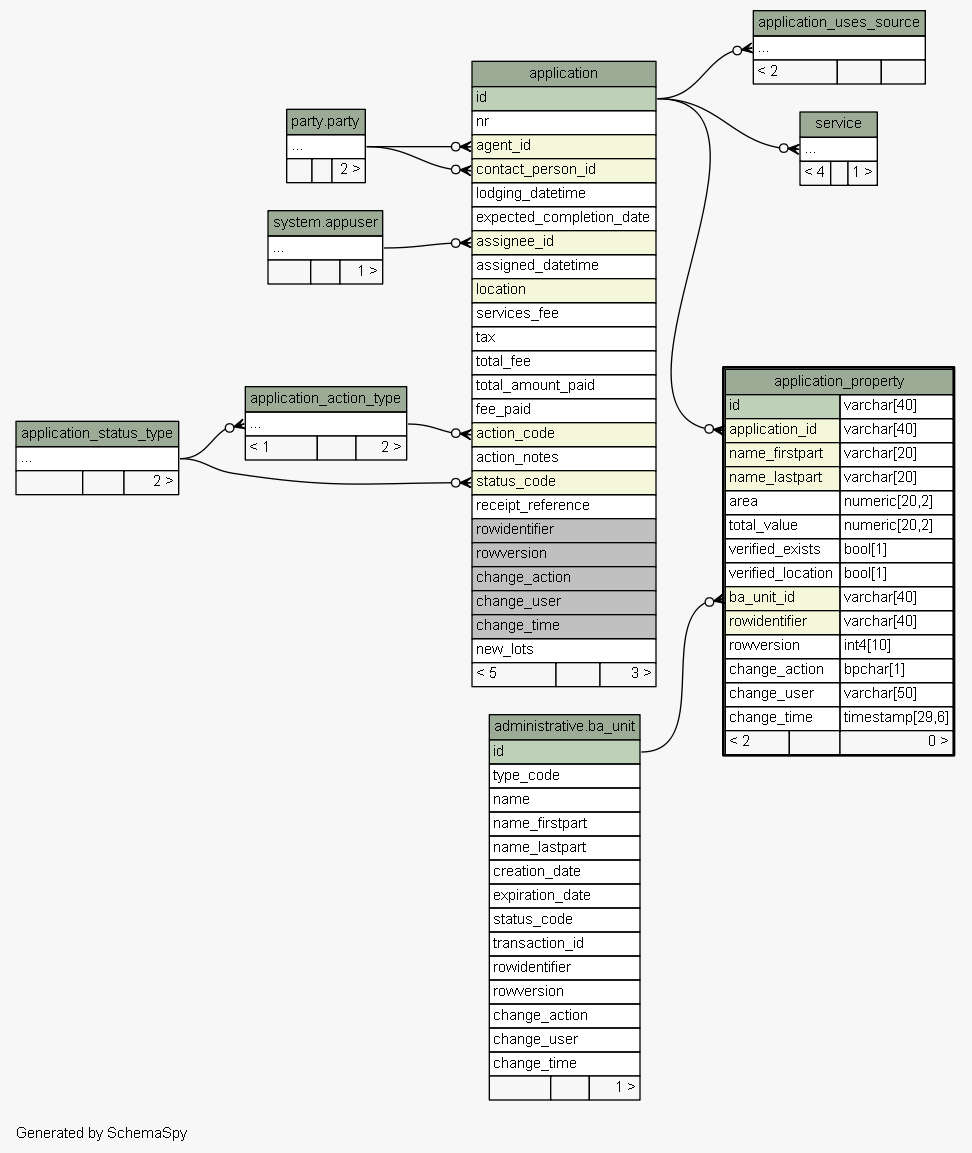 application_uses_source
...
< 2
application
id
nr
agent_id
contact_person_id
lodging_datetime
expected_completion_date
assignee_id
assigned_datetime
location
services_fee
tax
total_fee
total_amount_paid
fee_paid
action_code
action_notes
status_code
receipt_reference
rowidentifier
rowversion
change_action
change_user
change_time
new_lots
< 5 3 >
party.party
...
2 >
service
...
< 4 1 >
system.appuser
...
1 >
application_property
id varchar[40]
application_id varchar[40]
name_firstpart varchar[20]
name_lastpart varchar[20]
area numeric[20,2]
total_value numeric[20,2]
verified_exists bool[1]
verified_location bool[1]
ba_unit_id varchar[40]
rowidentifier varchar[40]
rowversion int4[10]
change_action bpchar[1]
change_user varchar[50]
change_time timestamp[29,6]
< 2 0 >
application_action_type
...
< 1 2 >
application_status_type
...
2 >
administrative.ba_unit
id
type_code
name
name_firstpart
name_lastpart
creation_date
expiration_date
status_code
transaction_id
rowidentifier
rowversion
change_action
change_user
change_time
1 >
Generated by SchemaSpy